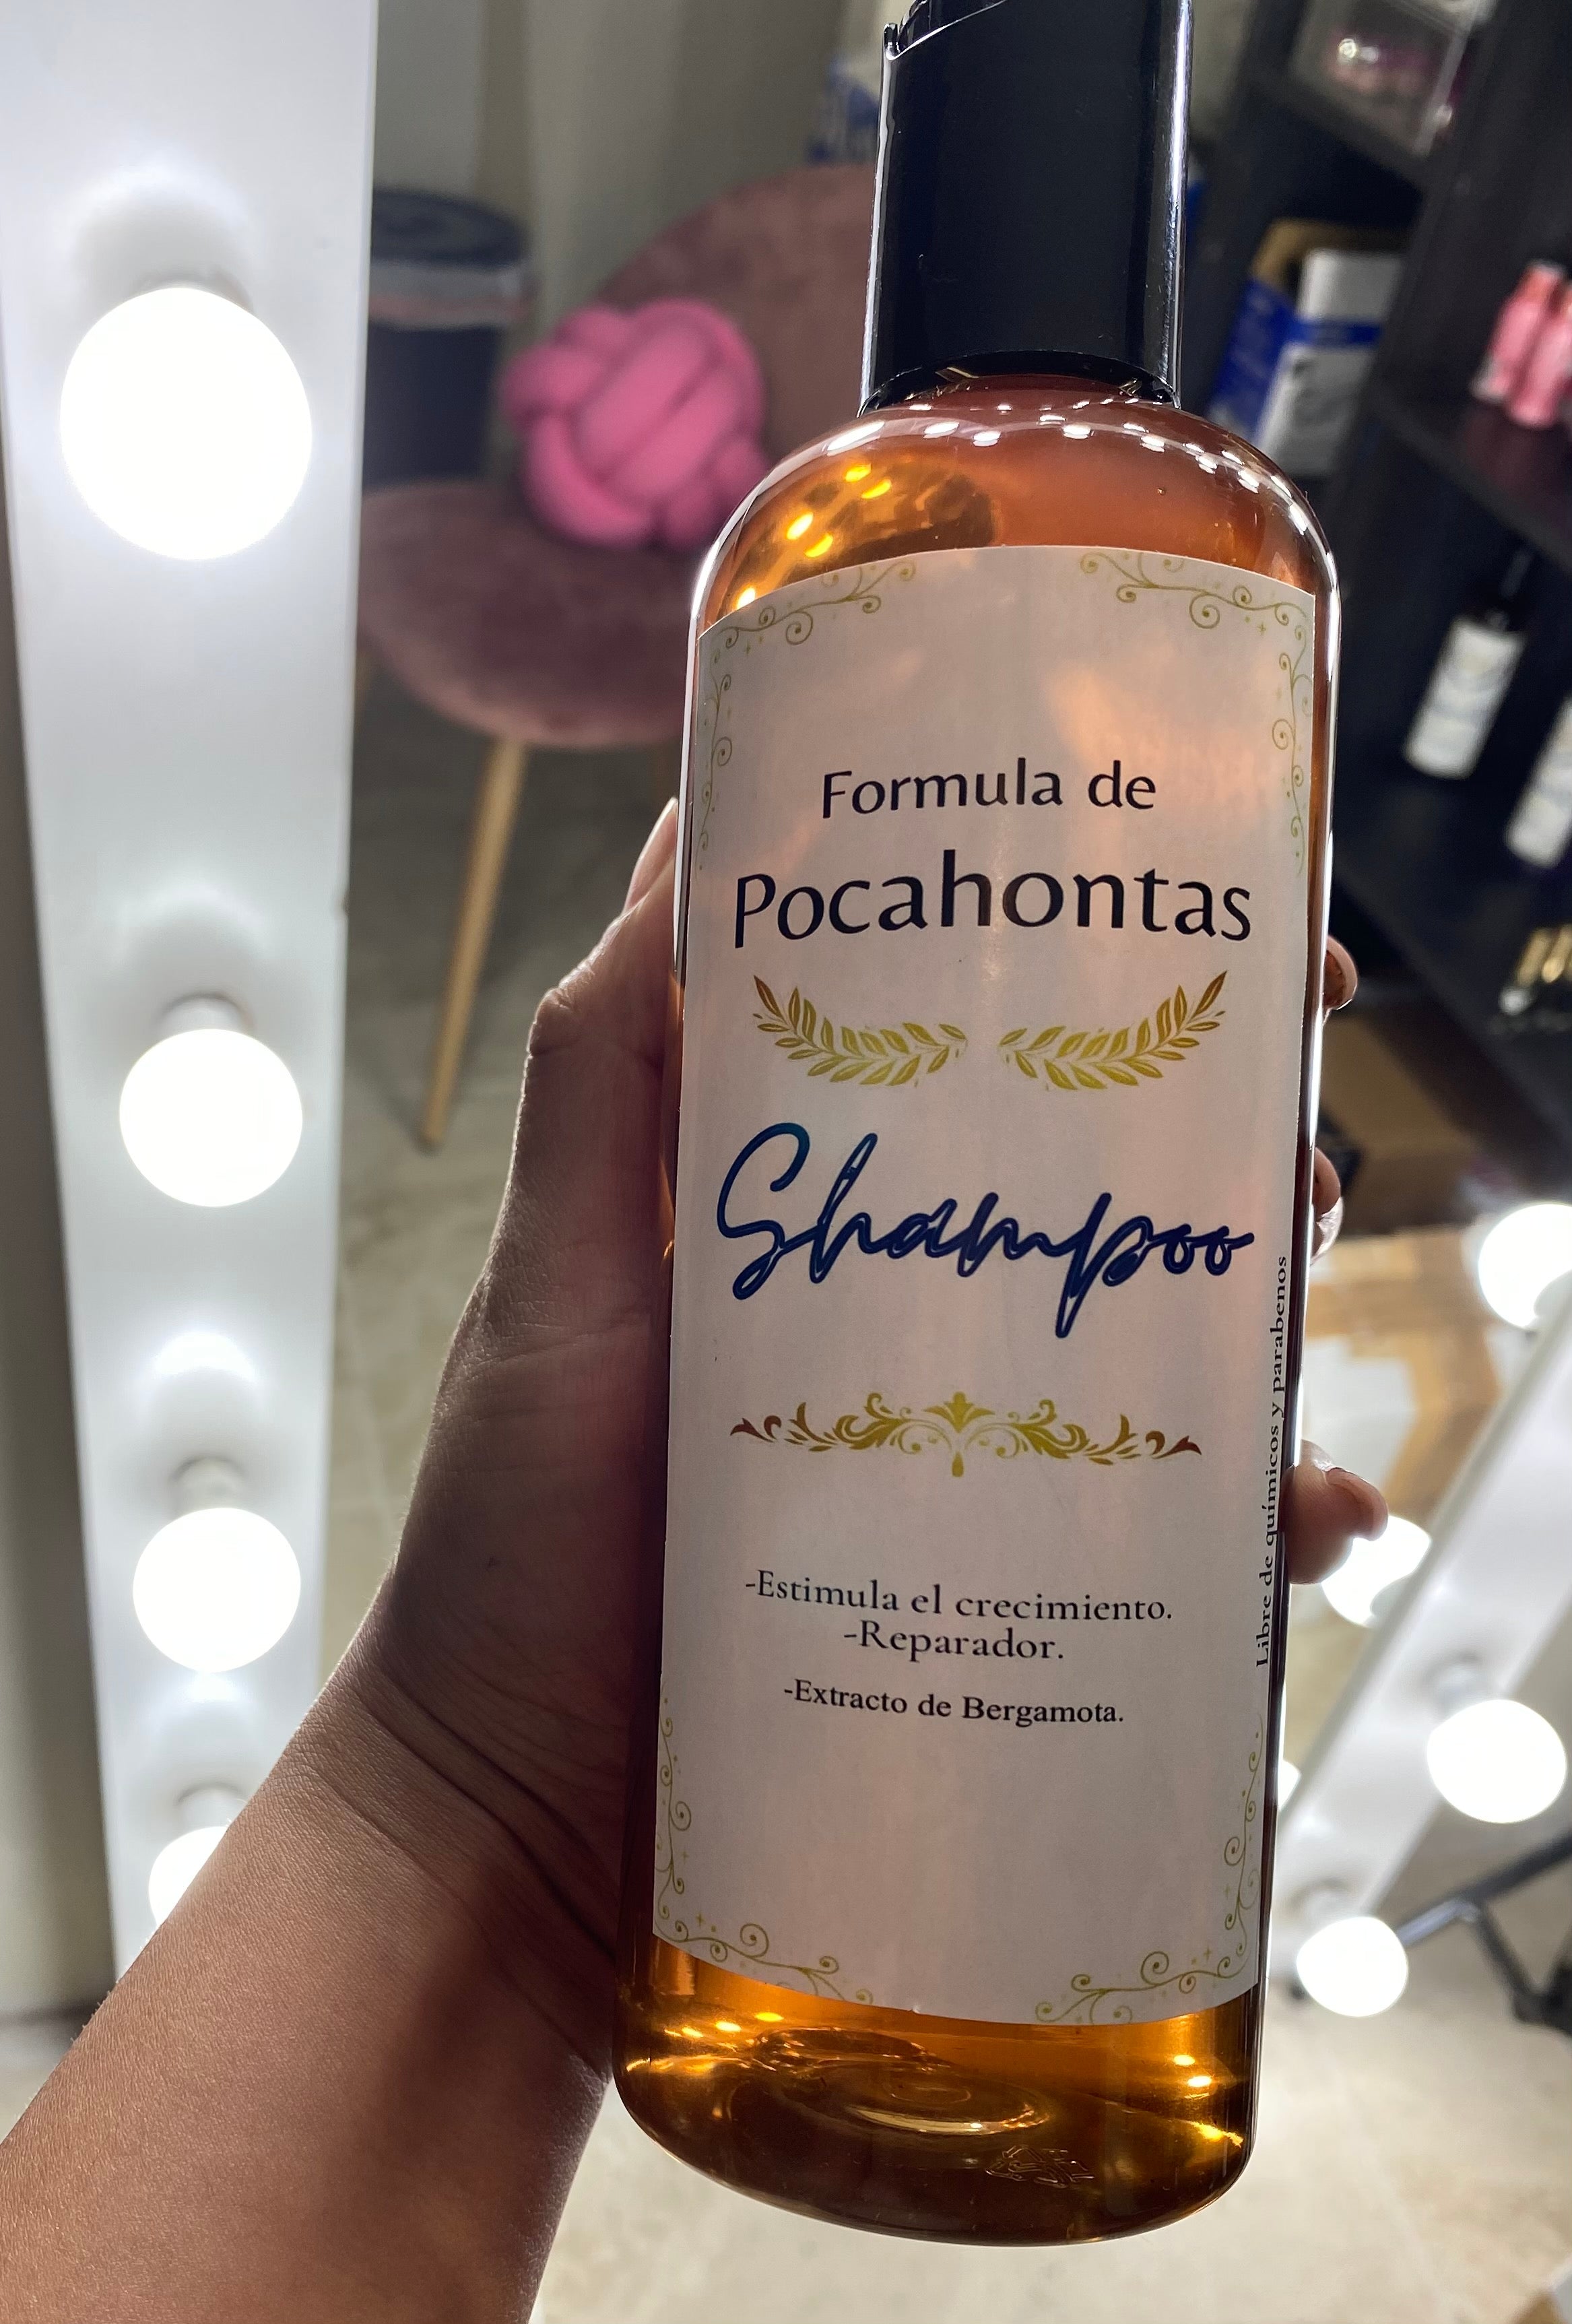 Formula de
Pocahontas
Shampoo
-Estimula el crecimiento.
-Reparador.
-Extracto de Bergamota.
Libre de químicos y parabenos